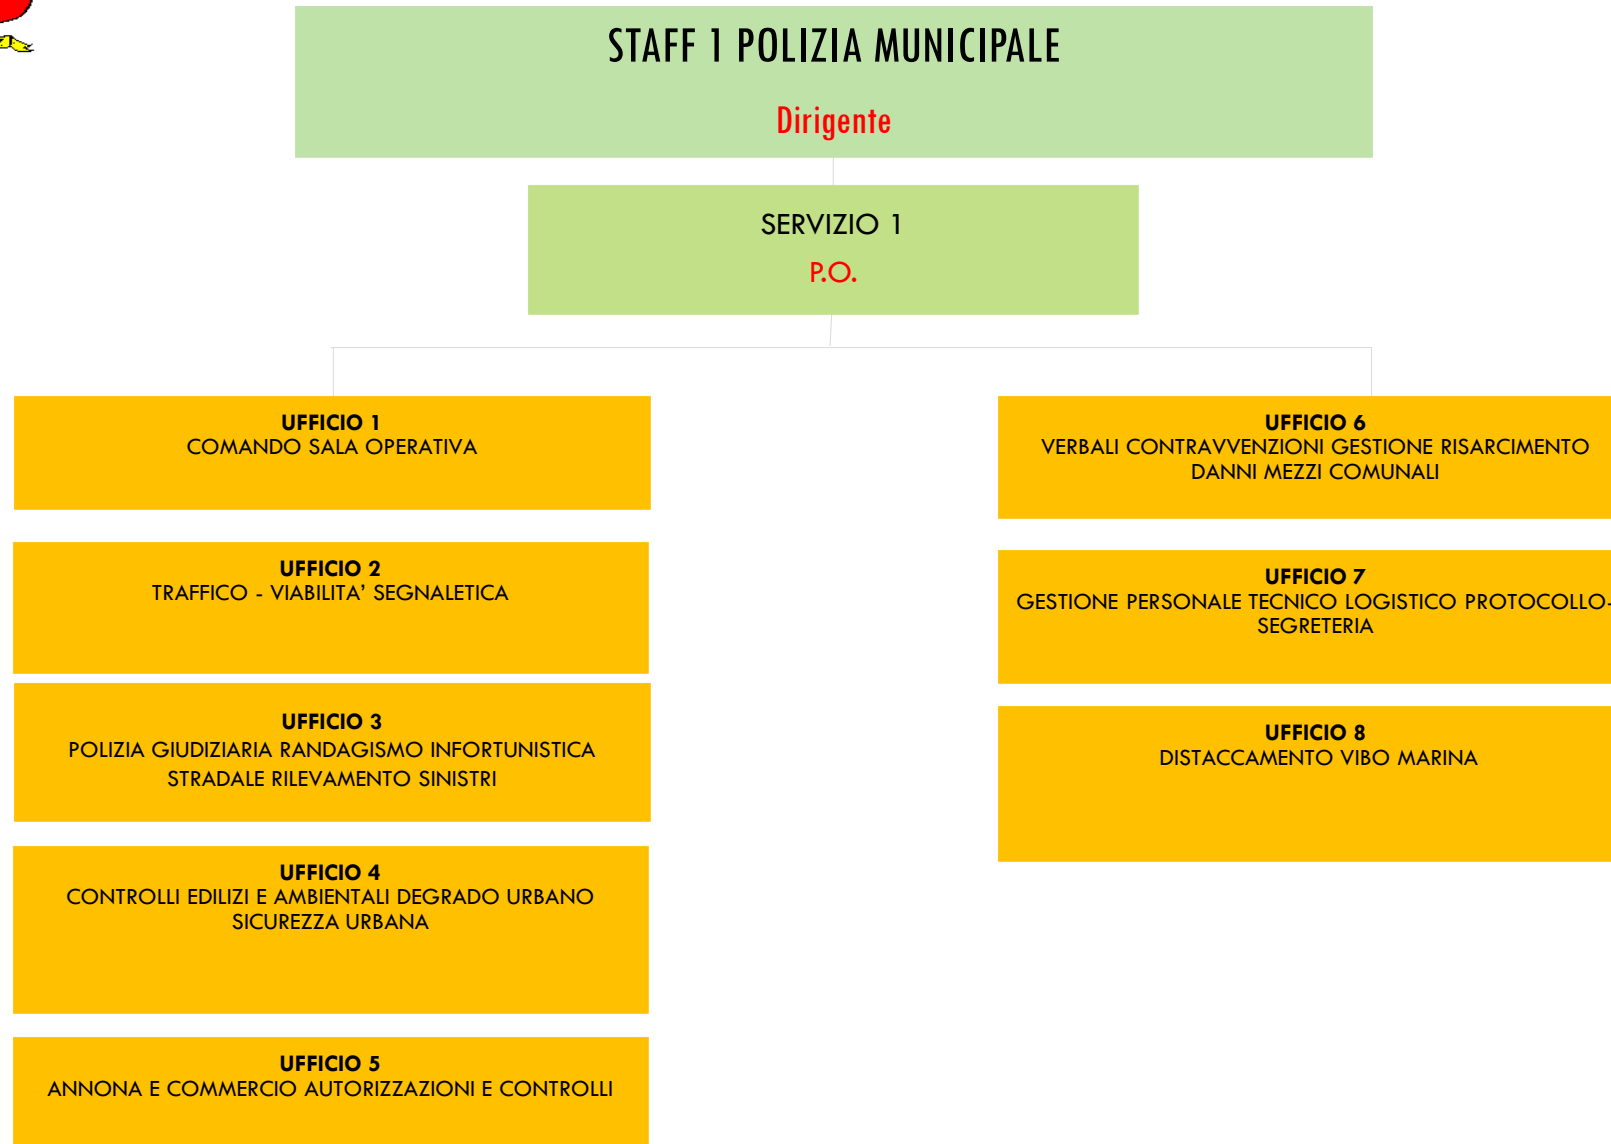 STAFF 1 POLIZIA MUNICIPALE
Dirigente
SERVIZIO 1
P.O.
UFFICIO 1
COMANDO SALA OPERATIVA
UFFICIO 2
TRAFFICO - VIABILITA’ SEGNALETICA
UFFICIO 3
POLIZIA GIUDIZIARIA RANDAGISMO INFORTUNISTICA
STRADALE RILEVAMENTO SINISTRI
UFFICIO 4
CONTROLLI EDILIZI E AMBIENTALI DEGRADO URBANO
SICUREZZA URBANA
UFFICIO 5
ANNONA E COMMERCIO AUTORIZZAZIONI E CONTROLLI
UFFICIO 6
VERBALI CONTRAVVENZIONI GESTIONE RISARCIMENTO
DANNI MEZZI COMUNALI
UFFICIO 7
GESTIONE PERSONALE TECNICO LOGISTICO PROTOCOLLO-
SEGRETERIA
UFFICIO 8
DISTACCAMENTO VIBO MARINA